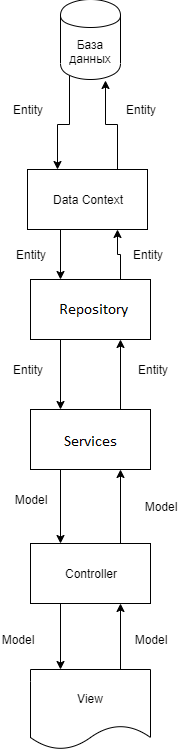 База
данных
Entity
Entity
Data Context
Entity
Entity
Repository
Entity
Entity
Services
Model
Model
Controller
Model
Model
View